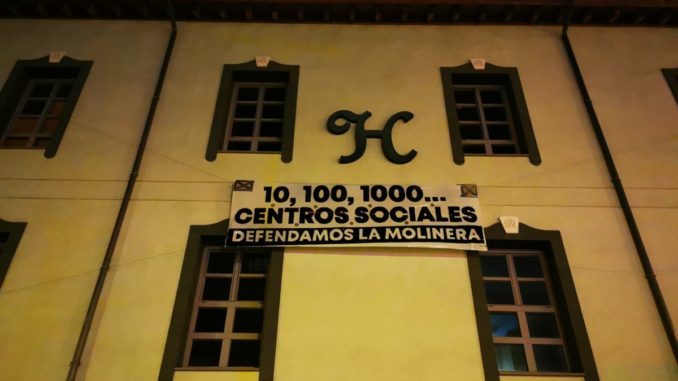 H
10, 100, 1000...
CENTROS SOCIALES
DEFENDAMOS LA MOLINERA